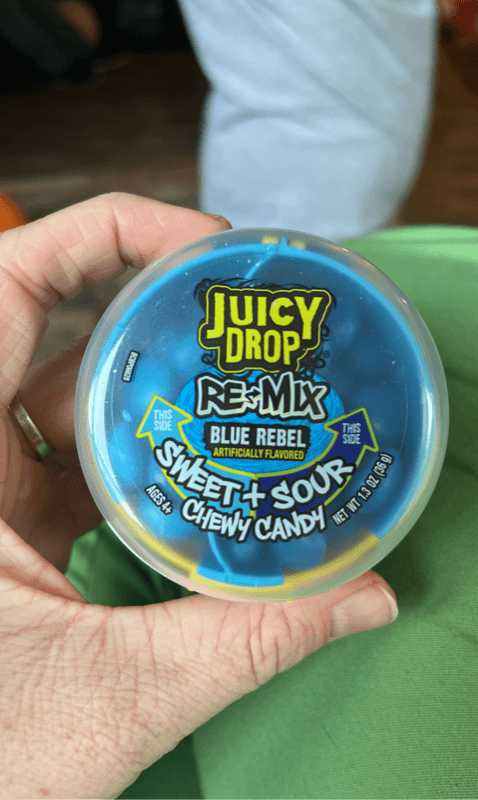 JUICY
DROP
RE-MIX
BLUE REBEL
ARTIFICIALLY FLAVORED
THIS
SIDE
THIS
SIDE
SWEET + SOUR
CHEWY CANDY
AGES 4+
NET WT 1.3 OZ (36 g)